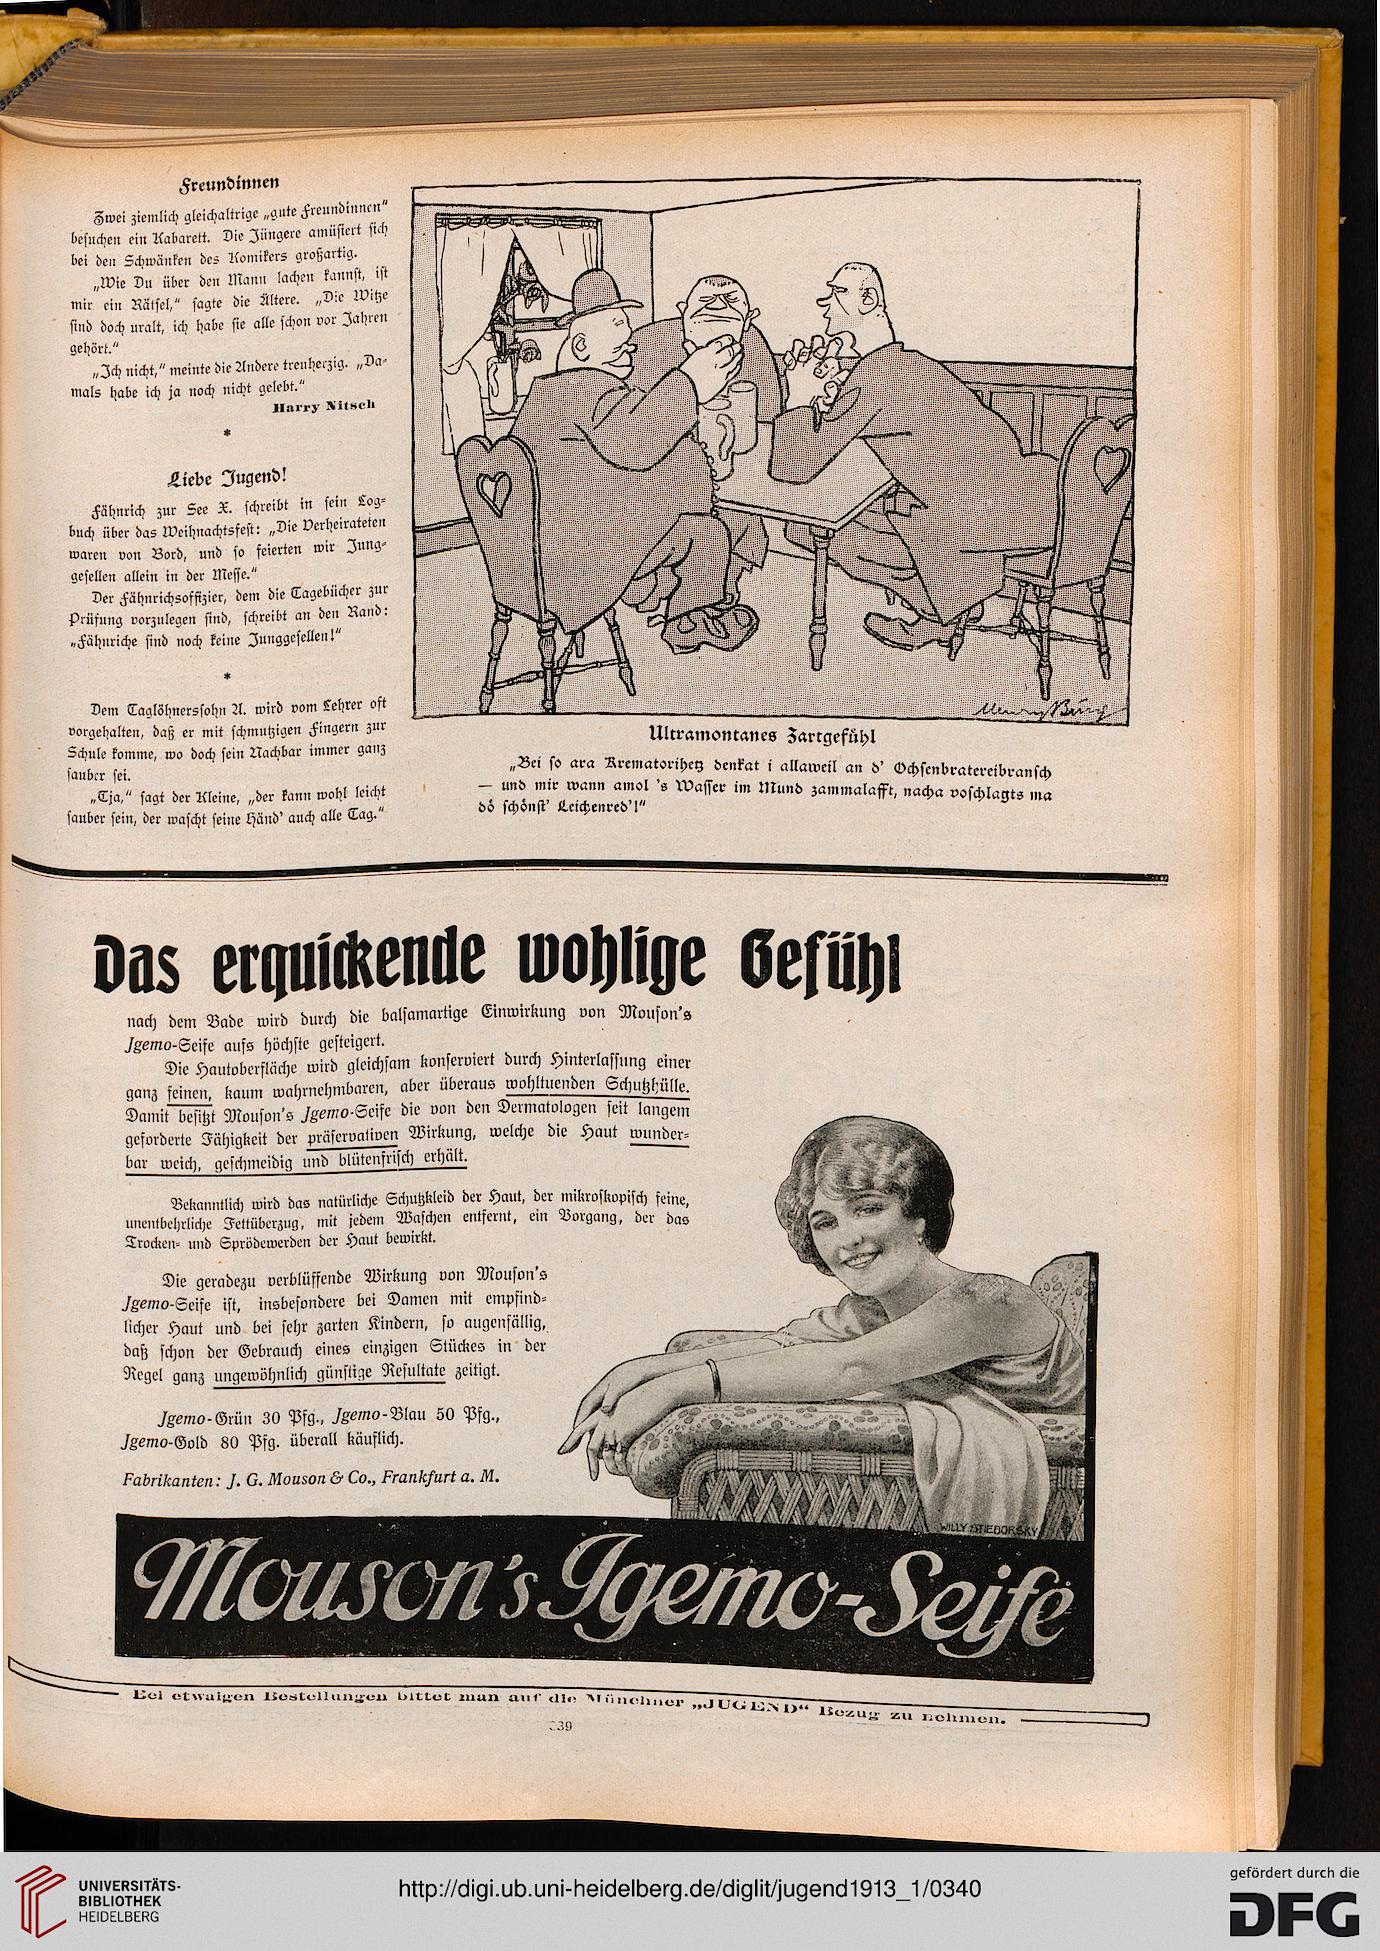 Freundinnen
Zwei ziemlich gleichaltrige „gute Freundinnen“
besuchen ein Kabarett. Die Jüngere amüsiert sich
bei den Schwänken des Komikers großartig.
„Wie Du über den Mann lachen kannst, ist
mir ein Rätsel,“ sagte die Ältere. „Die Witze
sind doch uralt, ich habe sie alle schon vor Jahren
gehört.“
„Ich nicht,“ meinte die Andere treuherzig. „Da-
mals habe ich ja noch nicht gelebt.“
Harry Nitsch
*
Liebe Jugend!
Fähnrich zur See X. schreibt in sein Log-
buch über das Weihnachtsfest: „Die Verheirateten
waren von Bord, und so feierten wir Jung-
gesellen allein in der Messe.“
Der Fähnrichsoffizier, dem die Tagebücher zur
Prüfung vorzulegen sind, schreibt an den Rand:
„Fähnriche sind noch keine Junggesellen!“
*
Dem Taglöhnerssohn A. wird vom Lehrer oft
vorgehalten, daß er mit schmutzigen Fingern zur
Schule komme, wo doch sein Nachbar immer ganz
sauber sei.
„Tja,“ sagt der Kleine, „der kann wohl leicht
sauber sein, der wascht seine Händ' auch alle Tag.“
Henry Bing
Ultramontanes Zartgefühl
„Bei so ara Krematorihetz denkat i allaweil an d' Ochsenbratereibransch
— und mir wann amol 's Wasser im Mund zammalafft, nacha voschlagts ma
dö schönst' Leichenred'!“
Das erquickende wohlige Gefühl
nach dem Bade wird durch die balsamartige Einwirkung von Mouson's
Jgemo-Seife aufs höchste gesteigert.
Die Hautoberfläche wird gleichsam konserviert durch Hinterlassung einer
ganz feinen, kaum wahrnehmbaren, aber überaus wohltuenden Schutzhülle.
Damit besitzt Mouson's Jgemo-Seife die von den Dermatologen seit langem
geforderte Fähigkeit der präservativen Wirkung, welche die Haut wunder-
bar weich, geschmeidig und blütenfrisch erhält.
Bekanntlich wird das natürliche Schutzkleid der Haut, der mikroskopisch feine,
unentbehrliche Fettüberzug, mit jedem Waschen entfernt, ein Vorgang, der das
Trocken- und Sprödewerden der Haut bewirkt.
Die geradezu verblüffende Wirkung von Mouson's
Jgemo-Seife ist, insbesondere bei Damen mit empfind-
licher Haut und bei sehr zarten Kindern, so augenfällig,
daß schon der Gebrauch eines einzigen Stückes in der
Regel ganz ungewöhnlich günstige Resultate zeitigt.
Jgemo-Grün 30 Pfg., Jgemo-Blau 50 Pfg.,
Jgemo-Gold 80 Pfg. überall käuflich.
Fabrikanten: J. G. Mouson & Co., Frankfurt a. M.
WILLY STIEBORSKY
Mouson's Jgemo-Seife
Bei etwaigen Bestellungen bittet man auf die Münchner „JUGEND“ Bezug zu nehmen.
339
UNIVERSITÄTS-
BIBLIOTHEK
HEIDELBERG
http://digi.ub.uni-heidelberg.de/diglit/jugend1913_1/0340
gefördert durch die
DFG